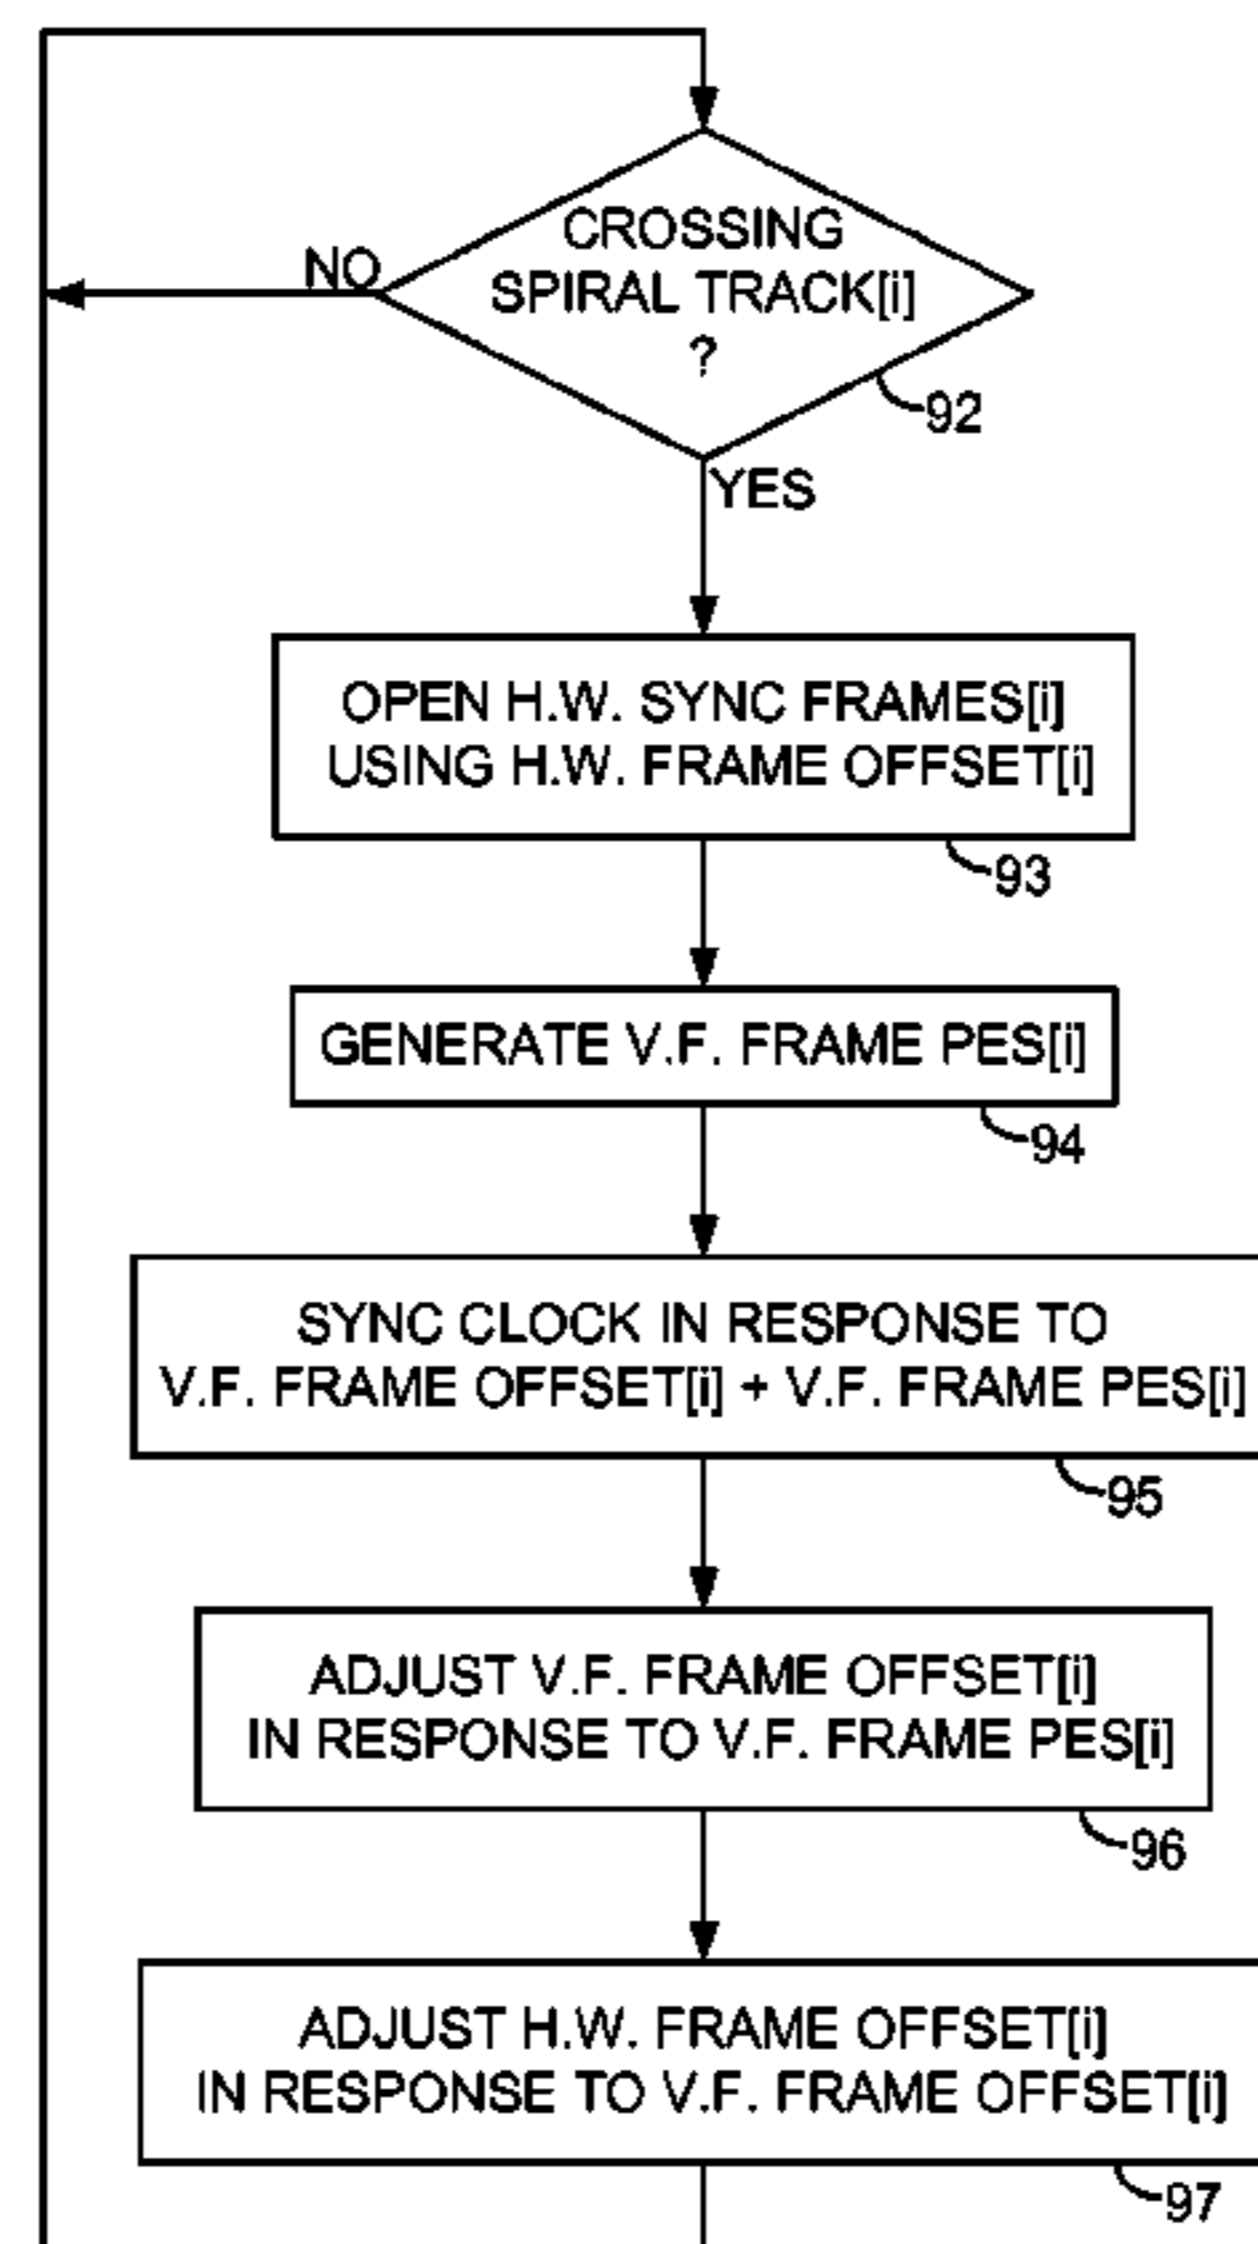 CROSSING
SPIRAL TRACK[i]
?
NO
92
YES
OPEN H.W. SYNC FRAMES[i]
USING H.W. FRAME OFFSET[i]
93
GENERATE V.F. FRAME PES[i]
94
SYNC CLOCK IN RESPONSE TO
V.F. FRAME OFFSET[i] + V.F. FRAME PES[i]
95
ADJUST V.F. FRAME OFFSET[i]
IN RESPONSE TO V.F. FRAME PES[i]
96
ADJUST H.W. FRAME OFFSET[i]
IN RESPONSE TO V.F. FRAME OFFSET[i]
97